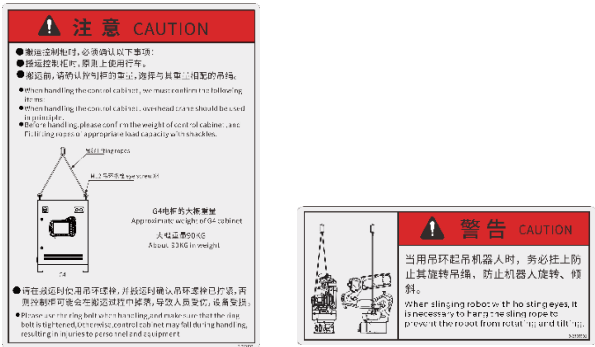 注意 CAUTION
●搬运控制柜时,必须确认以下事项:
●搬运控制柜时,原则上使用行车。
●搬运前,请确认控制柜的重量,选择与其重量相配的吊绳。
●When handling the control cabinet, we must confirm the following
items:
●When handling the control cabinet, overhead crane should be used
in principle.
●Before handling,please confirm the weight of control cabinet ,and
lifting ropes of appropriate load capacity with shackles.
lifting ropes
吊环螺栓
G4
G4电柜的大概重量
Approximate weight of G4 cabinet
大概重量90KG
About 90KG in weight
●请在搬运时使用吊环螺栓,并搬运时确认吊环螺栓已拧紧,否
则控制柜可能会在搬运过程中掉落,导致人员受伤,设备受损。
●Please use the ring bolt when handling,and make sure that the ring
bolt is tightened,Otherwise,control cabinet may fall during handling,
resulting in injuries to personnel and equipment
警告 CAUTION
当用吊环起吊机器人时,务必挂上防
止其旋转吊绳,防止机器人旋转、倾
斜。
When slinging robot with hoisting eyes, it
is necessary to hang the sling rope to
prevent the robot from rotating and tilting.